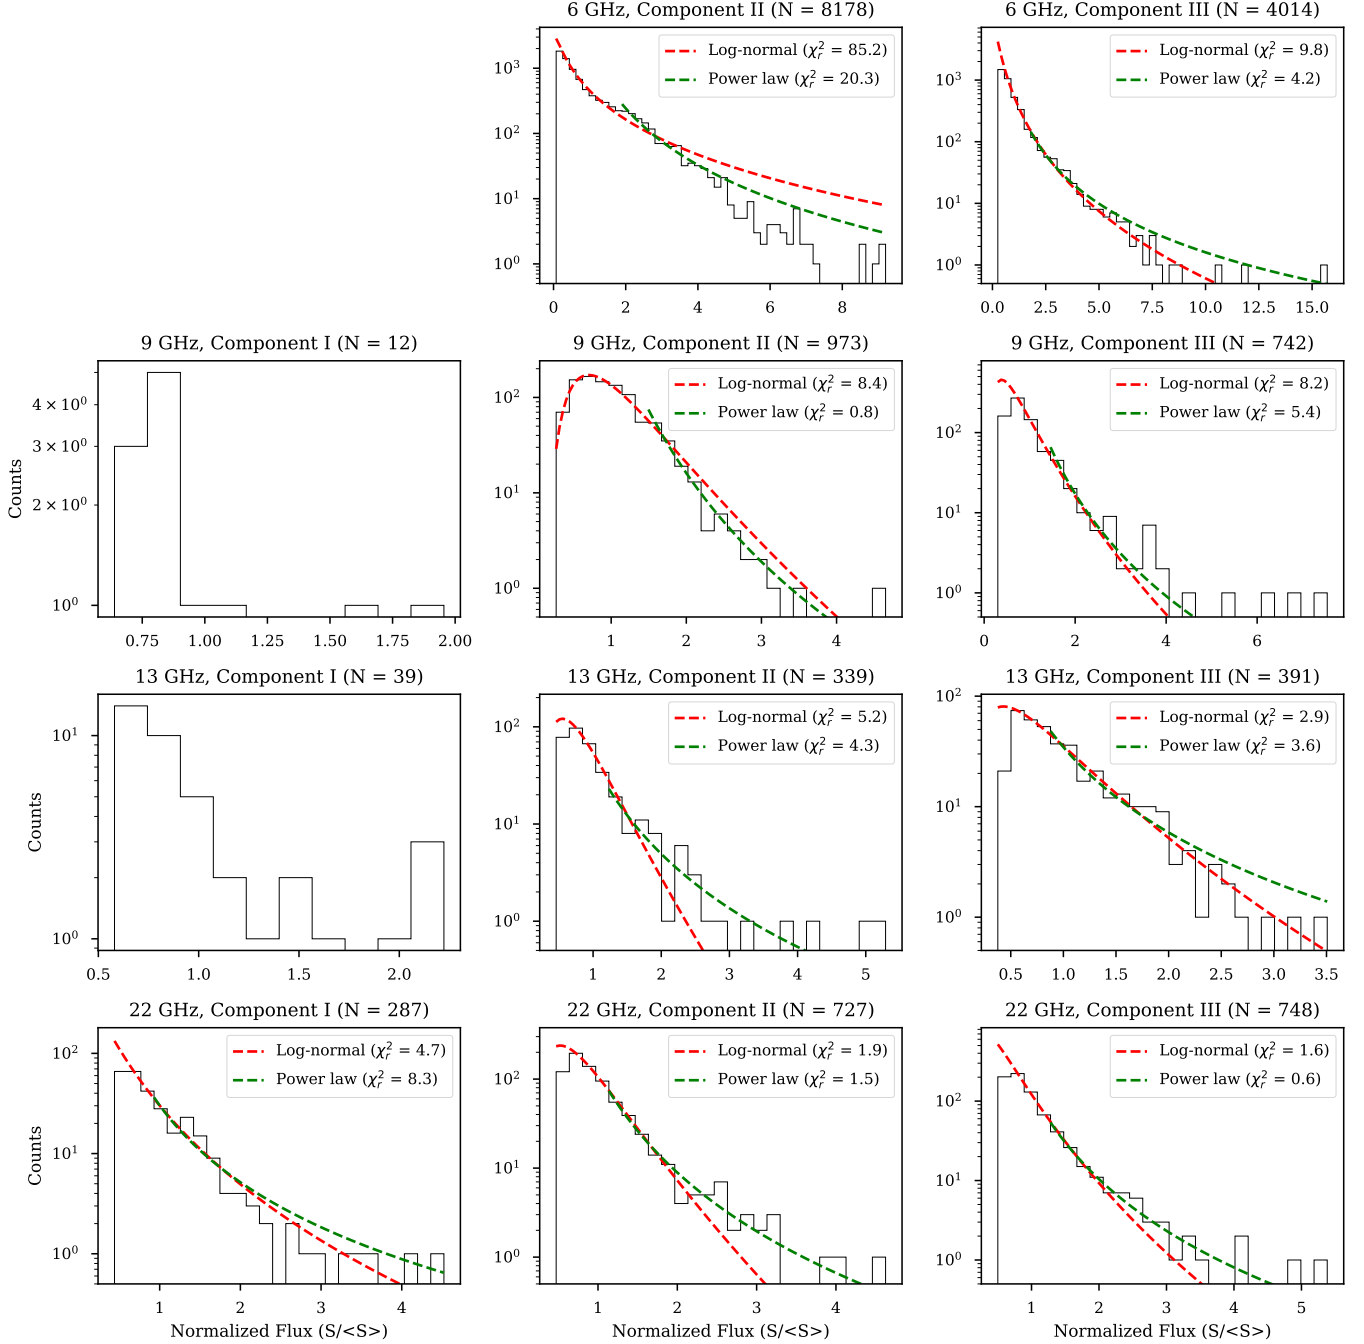 6 GHz, Component II (N = 8178)
Log-normal (χ²ᵣ = 85.2)
Power law (χ²ᵣ = 20.3)
10³
10²
10¹
10⁰
0 2 4 6 8
6 GHz, Component III (N = 4014)
Log-normal (χ²ᵣ = 9.8)
Power law (χ²ᵣ = 4.2)
10³
10²
10¹
10⁰
0.0 2.5 5.0 7.5 10.0 12.5 15.0
9 GHz, Component I (N = 12)
Counts
4 × 10⁰
3 × 10⁰
2 × 10⁰
10⁰
0.75 1.00 1.25 1.50 1.75 2.00
9 GHz, Component II (N = 973)
Log-normal (χ²ᵣ = 8.4)
Power law (χ²ᵣ = 0.8)
10²
10¹
10⁰
1 2 3 4
9 GHz, Component III (N = 742)
Log-normal (χ²ᵣ = 8.2)
Power law (χ²ᵣ = 5.4)
10²
10¹
10⁰
0 2 4 6
13 GHz, Component I (N = 39)
Counts
10¹
10⁰
0.5 1.0 1.5 2.0
13 GHz, Component II (N = 339)
Log-normal (χ²ᵣ = 5.2)
Power law (χ²ᵣ = 4.3)
10²
10¹
10⁰
1 2 3 4 5
13 GHz, Component III (N = 391)
Log-normal (χ²ᵣ = 2.9)
Power law (χ²ᵣ = 3.6)
10²
10¹
10⁰
0.5 1.0 1.5 2.0 2.5 3.0 3.5
22 GHz, Component I (N = 287)
Log-normal (χ²ᵣ = 4.7)
Power law (χ²ᵣ = 8.3)
Counts
10²
10¹
10⁰
1 2 3 4
Normalized Flux (S/<S>)
22 GHz, Component II (N = 727)
Log-normal (χ²ᵣ = 1.9)
Power law (χ²ᵣ = 1.5)
10²
10¹
10⁰
1 2 3 4
Normalized Flux (S/<S>)
22 GHz, Component III (N = 748)
Log-normal (χ²ᵣ = 1.6)
Power law (χ²ᵣ = 0.6)
10²
10¹
10⁰
1 2 3 4 5
Normalized Flux (S/<S>)